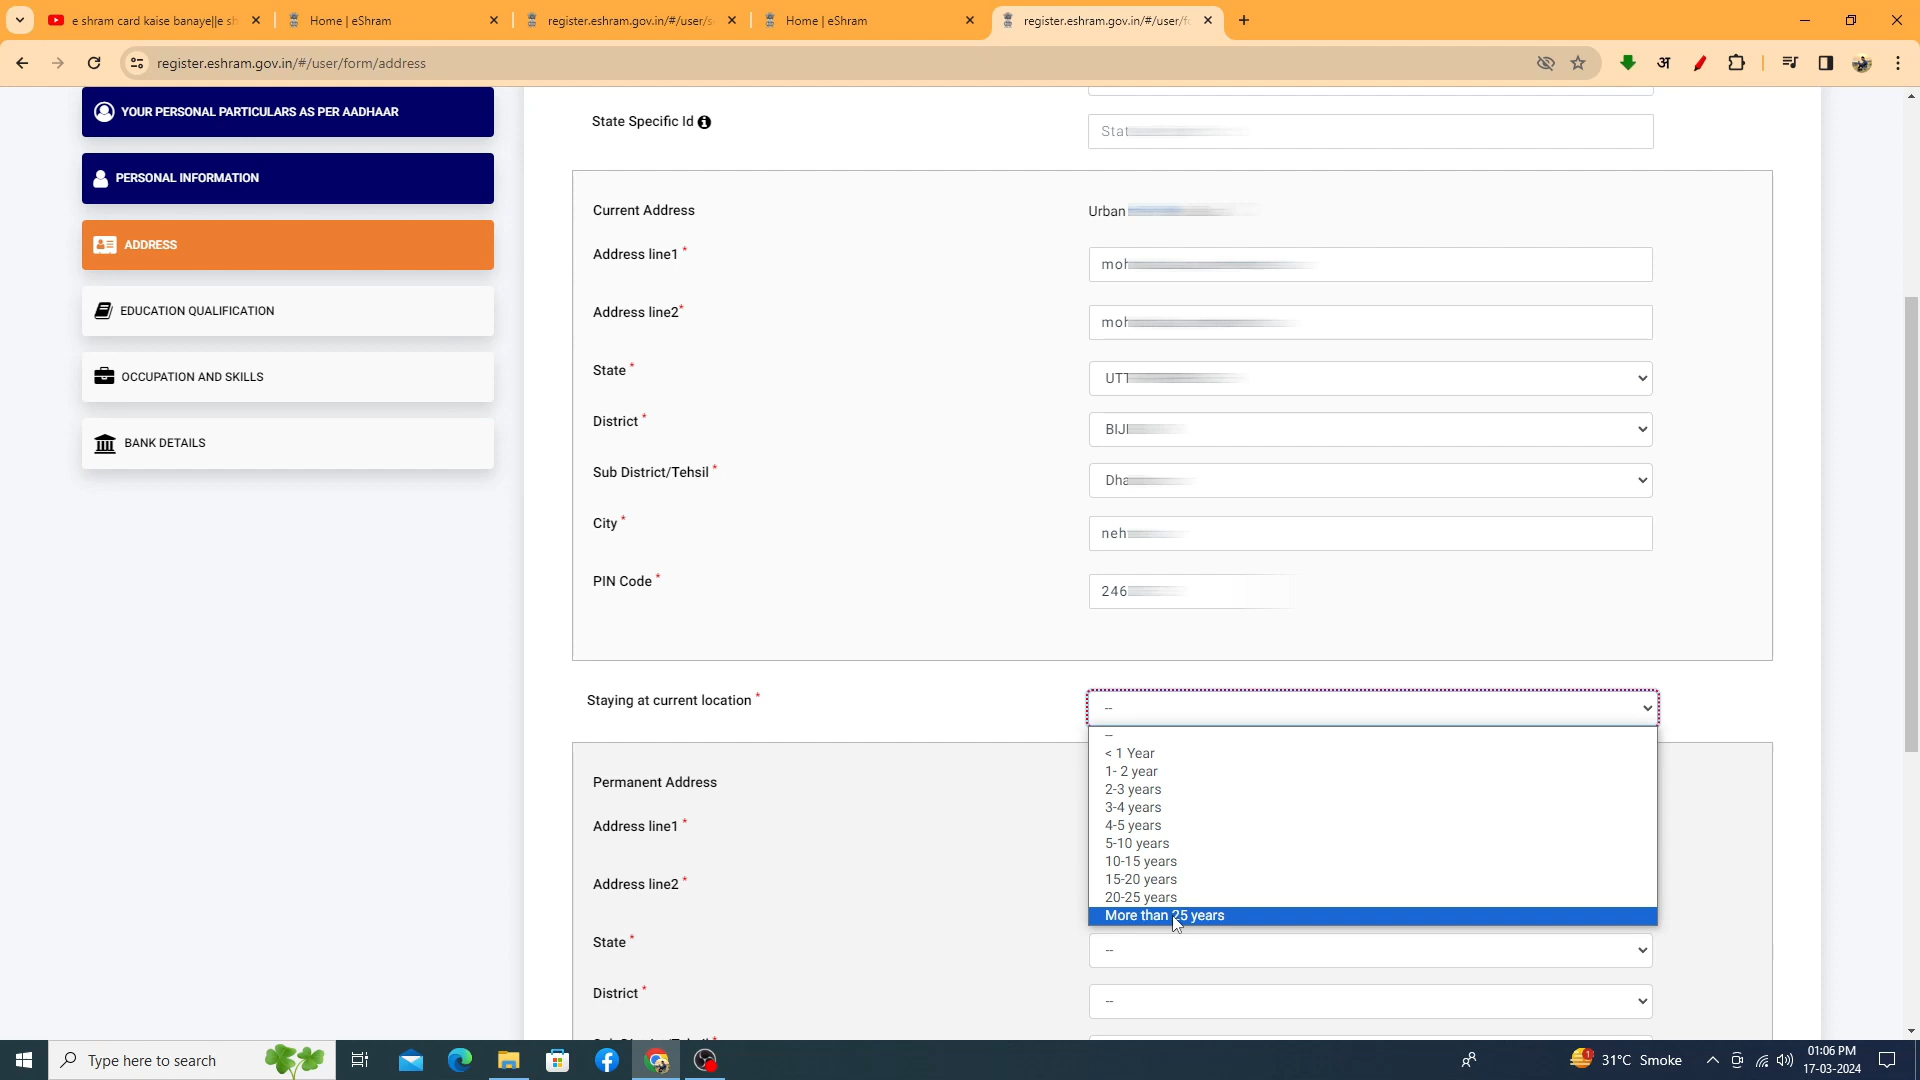 e shram card kaise banaye||e sh
Home | eShram
register.eshram.gov.in/#/user/s
Home | eShram
register.eshram.gov.in/#/user/fo
register.eshram.gov.in/#/user/form/address
अ
YOUR PERSONAL PARTICULARS AS PER AADHAAR
PERSONAL INFORMATION
ADDRESS
EDUCATION QUALIFICATION
OCCUPATION AND SKILLS
BANK DETAILS
State Specific Id
Stat
Current Address
Urban
Address line1 *
moh
Address line2*
moh
State *
UTT
District *
BIJ
Sub District/Tehsil *
Dha
City *
neh
PIN Code *
246
Staying at current location *
--
--
< 1 Year
1- 2 year
2-3 years
3-4 years
4-5 years
5-10 years
10-15 years
15-20 years
20-25 years
More than 25 years
Permanent Address
Address line1 *
Address line2 *
State *
--
District *
--
Type here to search
1
31°C Smoke
01:06 PM
17-03-2024